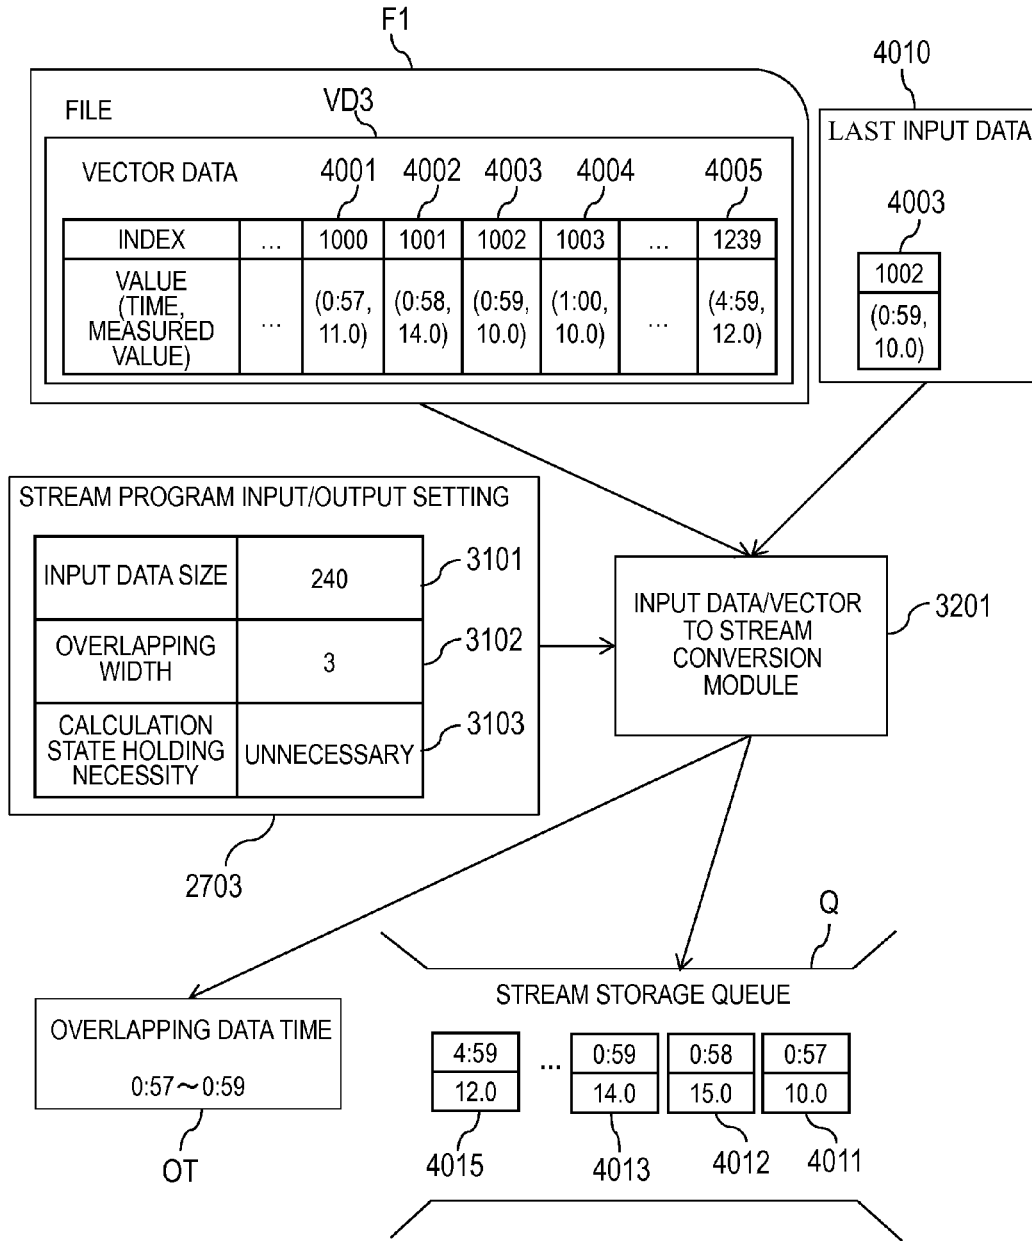 F1
4010
FILE
VD3
LAST INPUT DATA
VECTOR DATA
4001 4002 4003 4004 4005
4003
INDEX ... 1000 1001 1002 1003 ... 1239
1002
VALUE
(TIME,
MEASURED
VALUE)
...
(0:57,
11.0)
(0:58,
14.0)
(0:59,
10.0)
(1:00,
10.0)
...
(4:59,
12.0)
(0:59,
10.0)
STREAM PROGRAM INPUT/OUTPUT SETTING
INPUT DATA SIZE 240
3101
OVERLAPPING
WIDTH
3
3102
CALCULATION
STATE HOLDING
NECESSITY
UNNECESSARY
3103
2703
INPUT DATA/VECTOR
TO STREAM
CONVERSION
MODULE
3201
Q
STREAM STORAGE QUEUE
OVERLAPPING DATA TIME
0:57~0:59
OT
4:59 ... 0:59 0:58 0:57
12.0 14.0 15.0 10.0
4015 4013 4012 4011